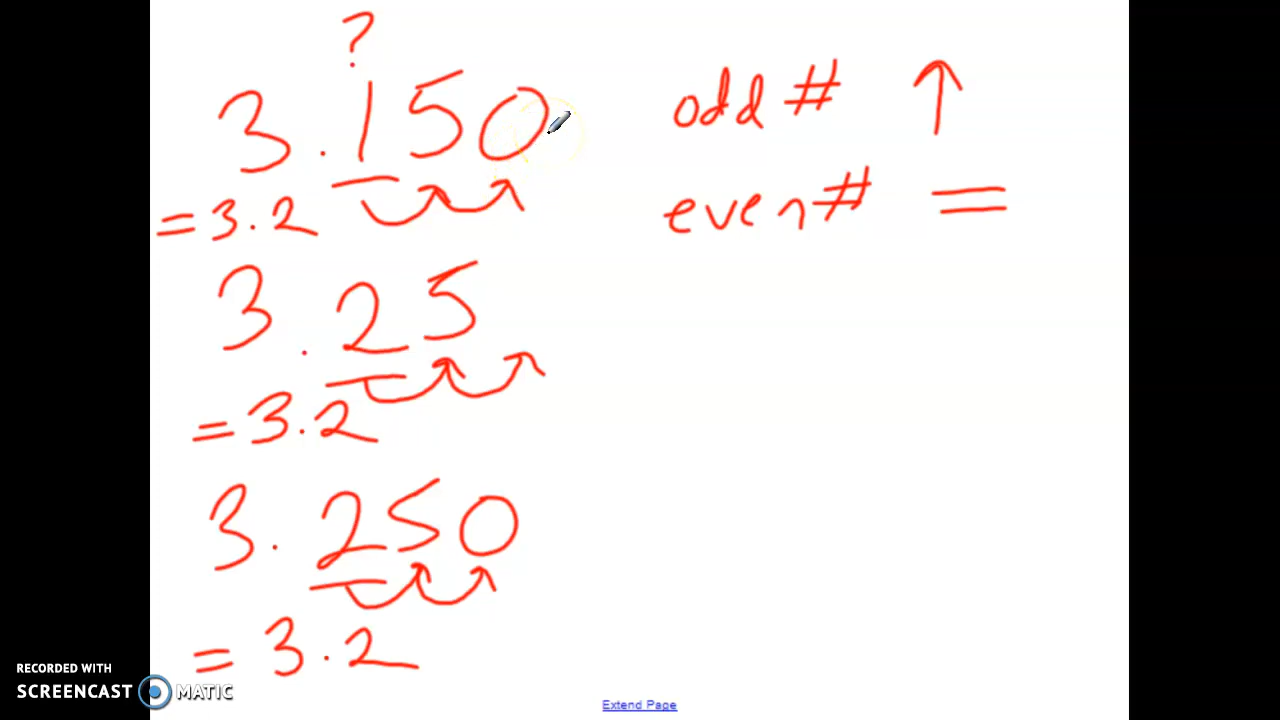 ?
3.150
= 3.2
odd # ↑
even # =
3.25
= 3.2
3.250
= 3.2
RECORDED WITH
SCREENCAST MATIC
Extend Page